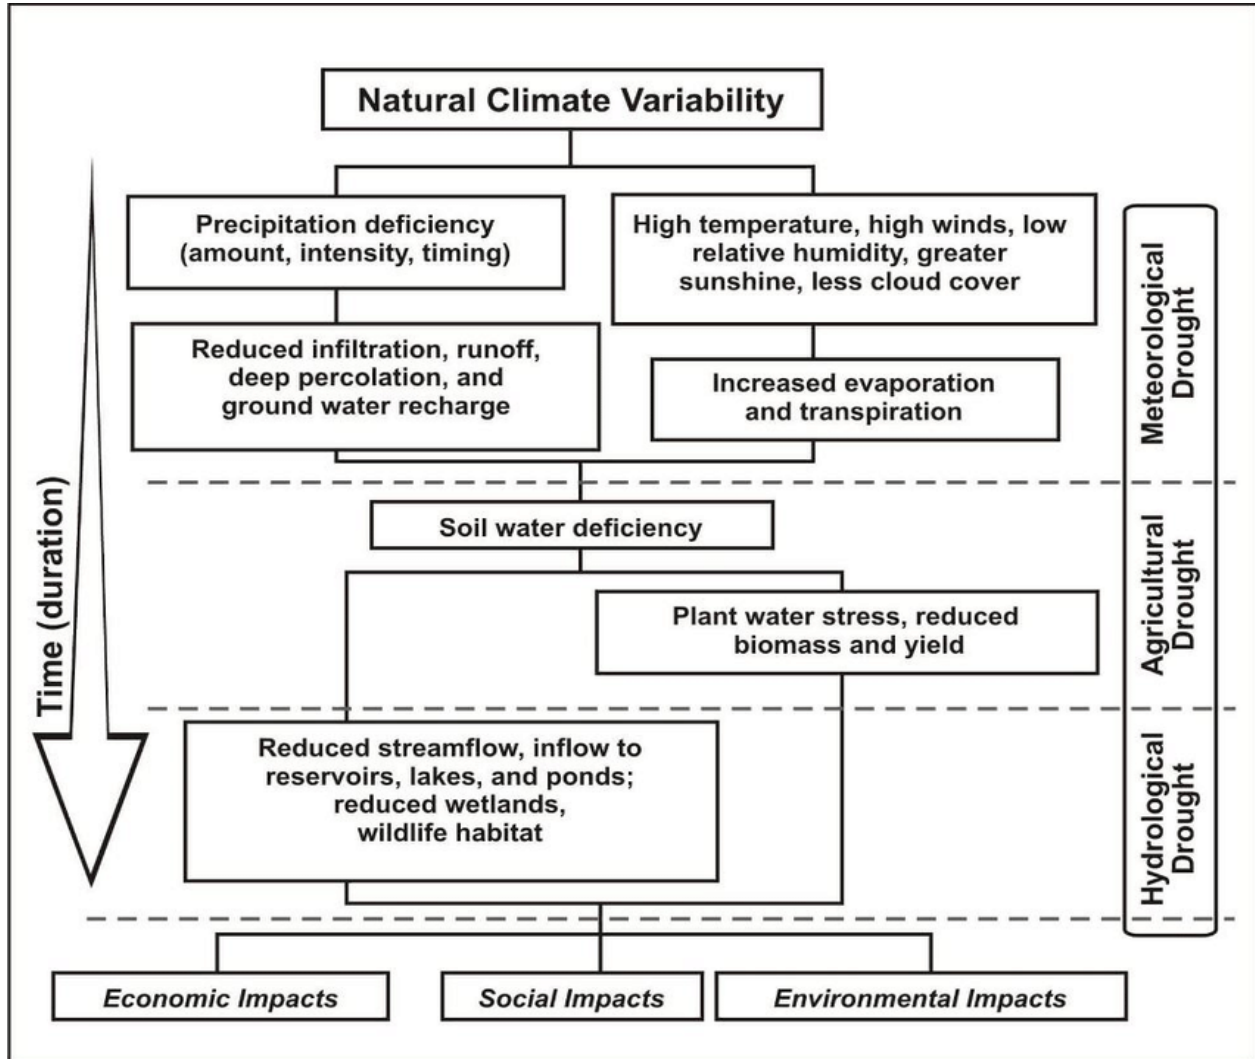 Natural Climate Variability
Precipitation deficiency
(amount, intensity, timing)
High temperature, high winds, low
relative humidity, greater
sunshine, less cloud cover
Reduced infiltration, runoff,
deep percolation, and
ground water recharge
Increased evaporation
and transpiration
Meteorological
Drought
Time (duration)
Soil water deficiency
Plant water stress, reduced
biomass and yield
Agricultural
Drought
Reduced streamflow, inflow to
reservoirs, lakes, and ponds;
reduced wetlands,
wildlife habitat
Hydrological
Drought
Economic Impacts
Social Impacts
Environmental Impacts